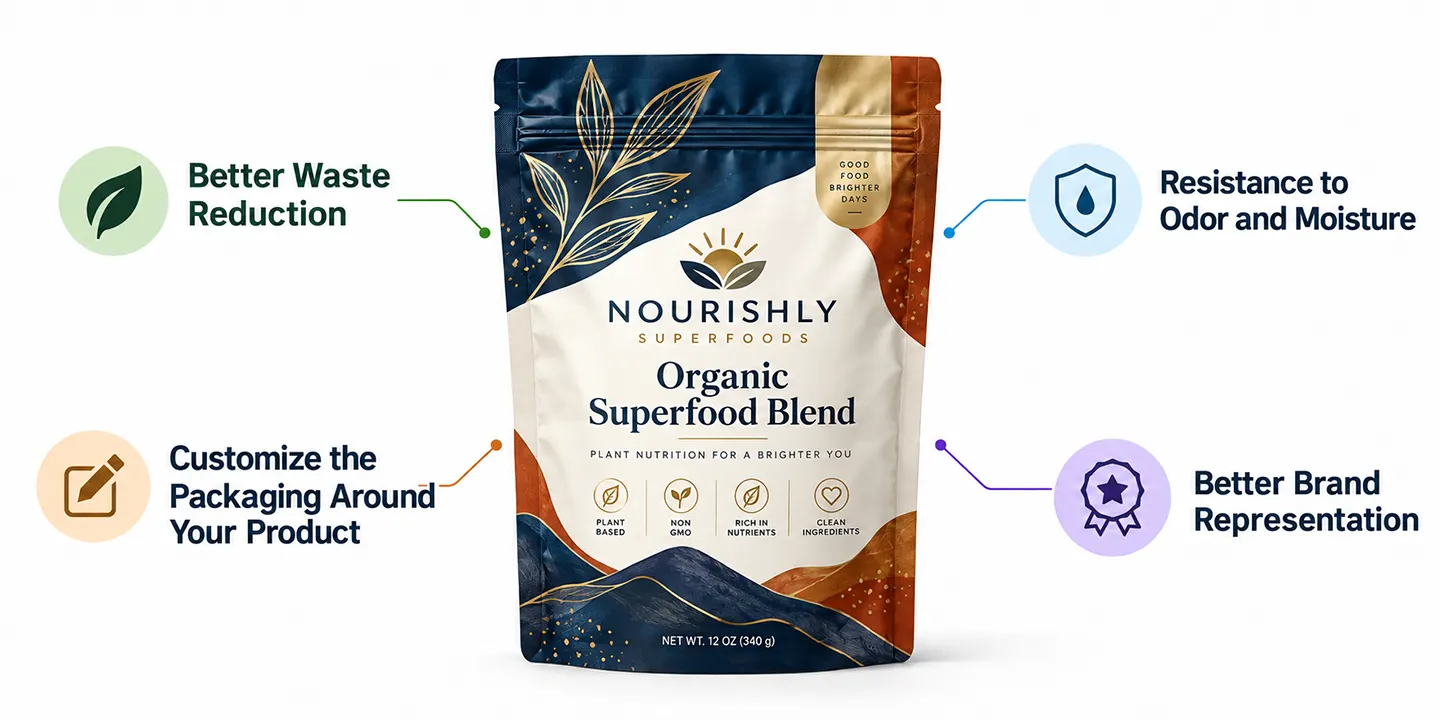 Better Waste
Reduction
Customize the
Packaging Around
Your Product
GOOD
FOOD
BRIGHTER
DAYS
NOURISHLY
SUPERFOODS
Organic
Superfood Blend
PLANT NUTRITION FOR A BRIGHTER YOU
PLANT
BASED
NON
GMO
RICH IN
NUTRIENTS
CLEAN
INGREDIENTS
NET WT. 12 OZ (340 g)
Resistance to
Odor and Moisture
Better Brand
Representation